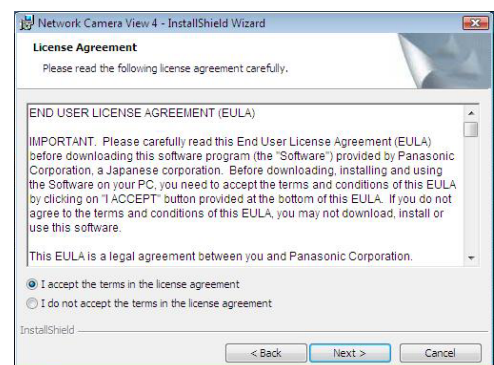 Network Camera View 4 - InstallShield Wizard
License Agreement
Please read the following license agreement carefully.
END USER LICENSE AGREEMENT (EULA)
IMPORTANT. Please carefully read this End User License Agreement (EULA)
before downloading this software program (the "Software") provided by Panasonic
Corporation, a Japanese corporation. Before downloading, installing and using
the Software on your PC, you need to accept the terms and conditions of this EULA
by clicking on "I ACCEPT" button provided at the bottom of this EULA. If you do not
agree to the terms and conditions of this EULA, you may not download, install or
use this software.
This EULA is a legal agreement between you and Panasonic Corporation.
I accept the terms in the license agreement
I do not accept the terms in the license agreement
InstallShield
< Back
Next >
Cancel